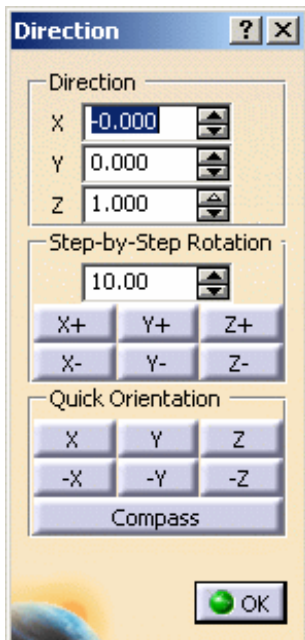 Direction
Direction
X -0.000
Y 0.000
Z 1.000
Step-by-Step Rotation
10.00
X+ Y+ Z+
X- Y- Z-
Quick Orientation
X Y Z
-X -Y -Z
Compass
OK